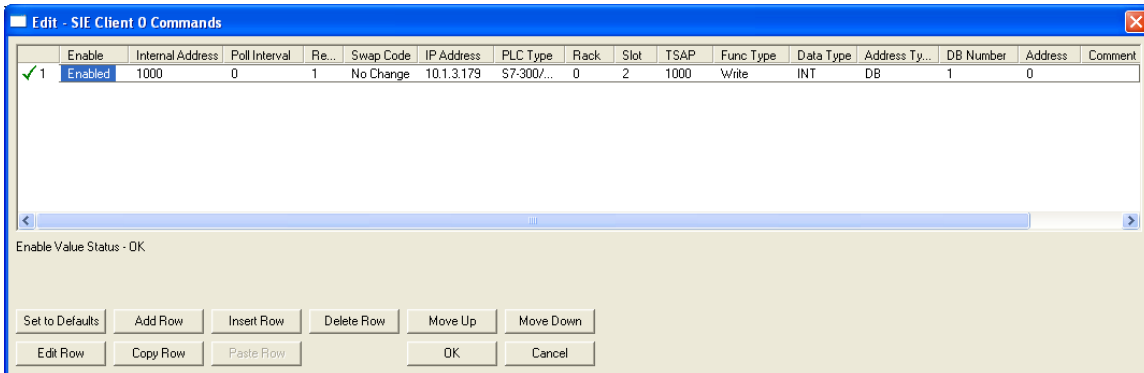 Edit - SIE Client 0 Commands
Enable Internal Address Poll Interval Re... Swap Code IP Address PLC Type Rack Slot TSAP Func Type Data Type Address Ty... DB Number Address Comment
1 Enabled 1000 0 1 No Change 10.1.3.179 S7-300/... 0 2 1000 Write INT DB 1 0
Enable Value Status - OK
Set to Defaults Add Row Insert Row Delete Row Move Up Move Down
Edit Row Copy Row Paste Row OK Cancel